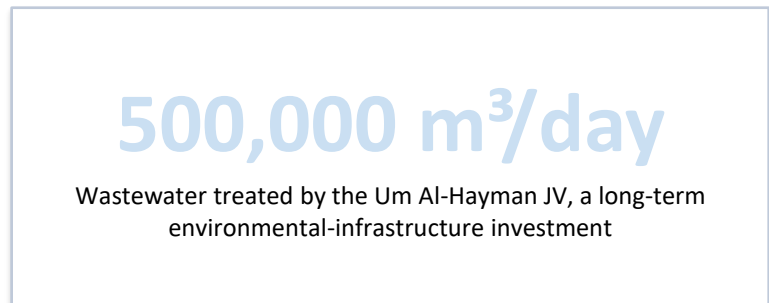 500,000 m³/day
Wastewater treated by the Um Al-Hayman JV, a long-term
environmental-infrastructure investment